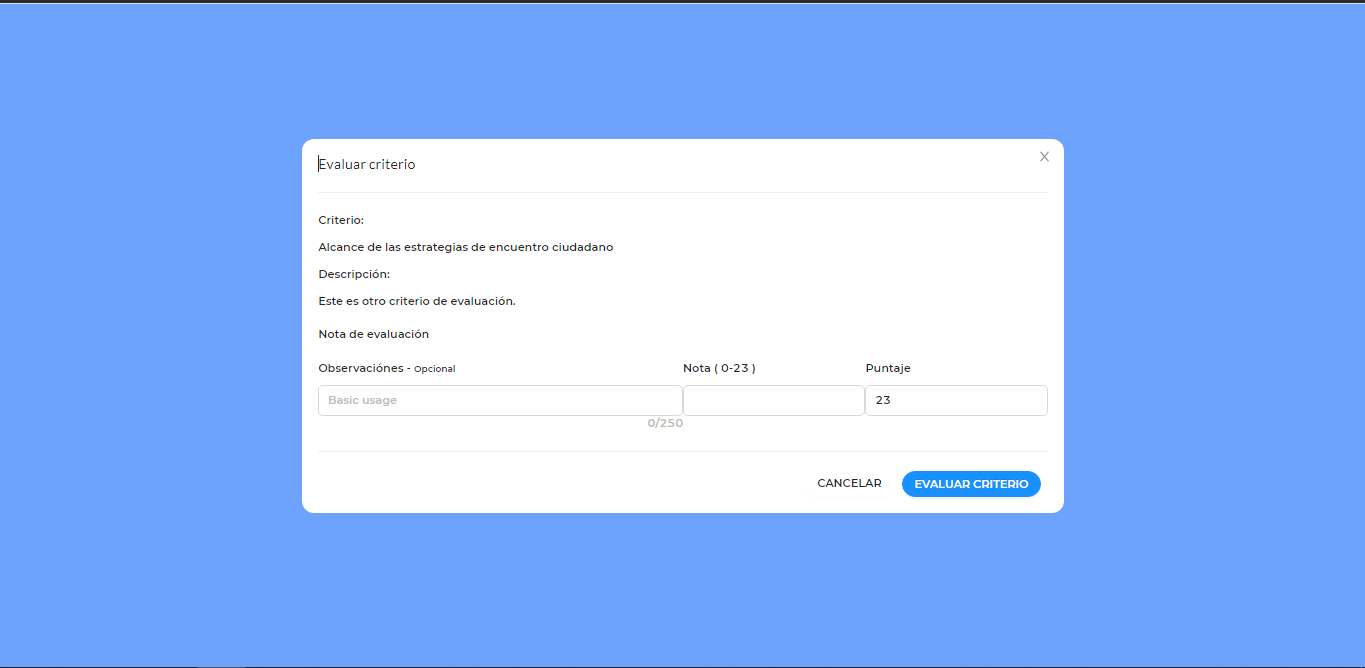 Evaluar criterio
X
Criterio:
Alcance de las estrategias de encuentro ciudadano
Descripción:
Este es otro criterio de evaluación.
Nota de evaluación
Observaciónes - Opcional
Nota ( 0-23 )
Puntaje
Basic usage
23
0/250
CANCELAR
EVALUAR CRITERIO